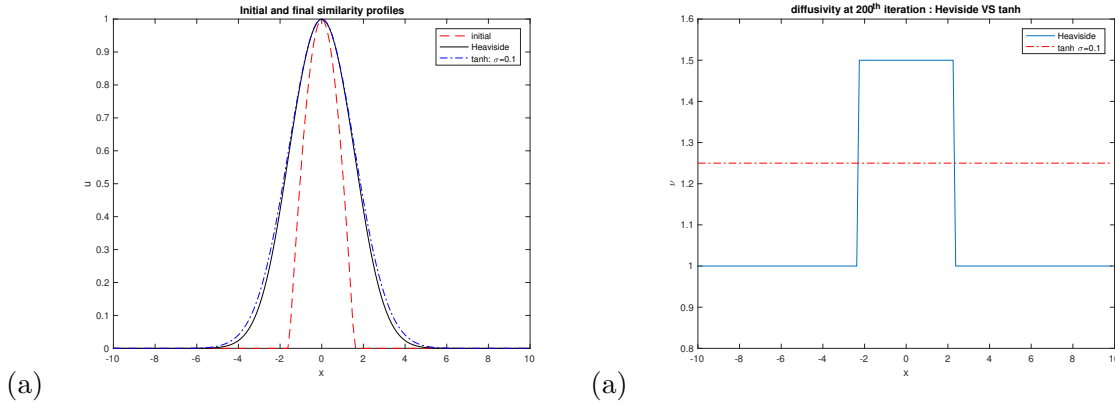 Initial and final similarity profiles
initial
Heaviside
tanh: σ=0.1
u
1
0.9
0.8
0.7
0.6
0.5
0.4
0.3
0.2
0.1
0
-10 -8 -6 -4 -2 0 2 4 6 8 10
x
(a)
diffusivity at 200th iteration : Heviside VS tanh
Heaviside
tanh σ=0.1
ν
1.6
1.5
1.4
1.3
1.2
1.1
1
0.9
0.8
-10 -8 -6 -4 -2 0 2 4 6 8 10
x
(a)